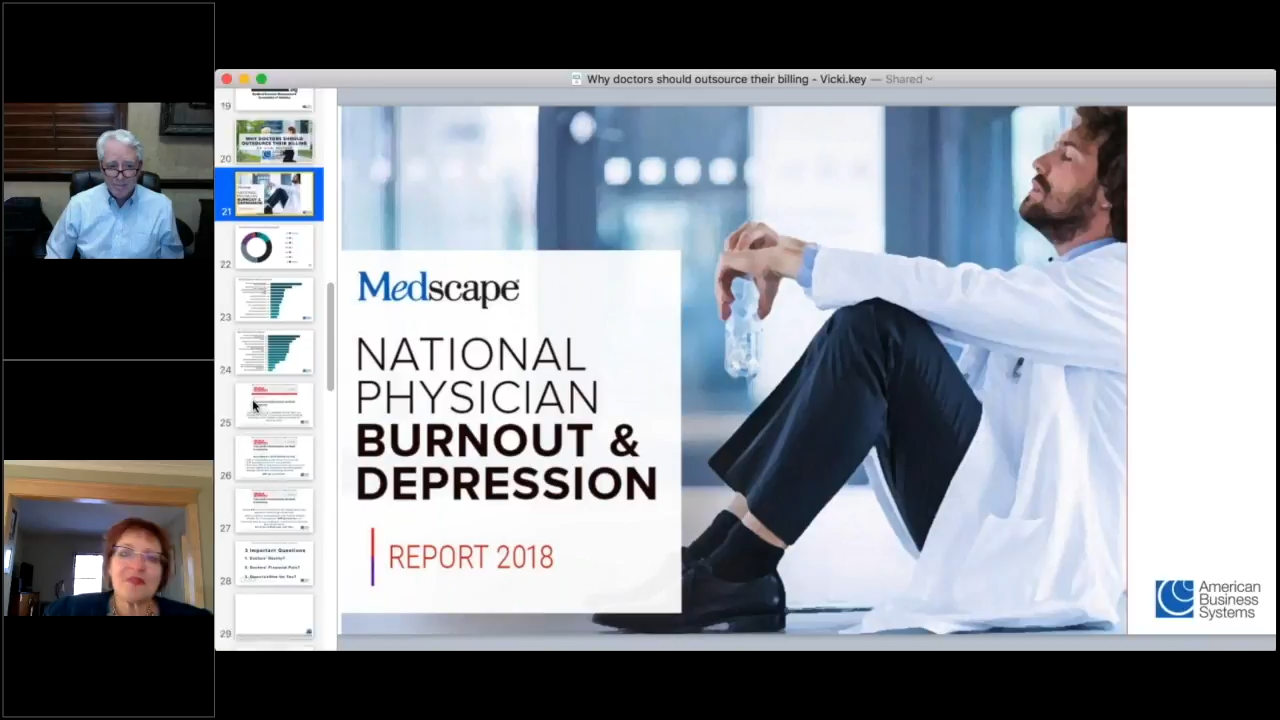 Why doctors should outsource their billing - Vicki.key — Shared
19
20
WHY DOCTORS SHOULD
OUTSOURCE THEIR BILLING
21
22
23
24
25
26
27
28
3 Important Questions
29
Medscape
NATIONAL
PHYSICIAN
BURNOUT &
DEPRESSION
REPORT 2018
American
Business
Systems